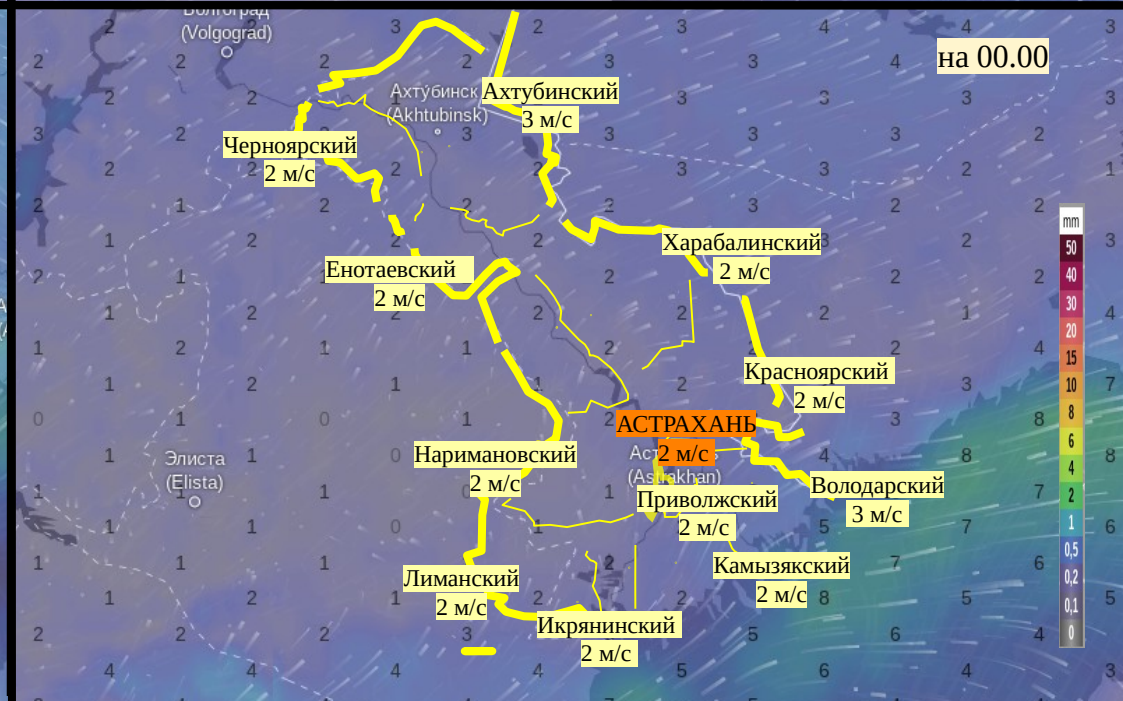 Волгоград
(Volgograd)
на 00.00
Ахтубинск
(Akhtubinsk)
Ахтубинский
3 м/с
Черноярский
2 м/с
Харабалинский
2 м/с
Енотаевский
2 м/с
mm
50
40
30
20
15
10
8
6
4
2
1
0,5
0,2
0,1
0
Красноярский
2 м/с
АСТРАХАНЬ
2 м/с
(Astrakhan)
Наримановский
2 м/с
Элиста
(Elista)
Володарский
3 м/с
Приволжский
2 м/с
Камызякский
2 м/с
Лиманский
2 м/с
Икрянинский
2 м/с